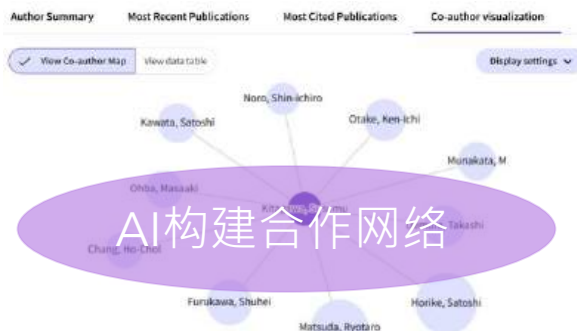 Author Summary Most Recent Publications Most Cited Publications Co-author visualization
View Co-author Map View data table Display settings
Noro, Shin-ichiro
Kawata, Satoshi Otake, Ken-Ichi
Munakata, M
Ohba, Masaaki
Takashi
AI构建合作网络
Chang, Ho-Chol
Furukawa, Shuhei Horike, Satoshi
Matsuda, Ryotaro